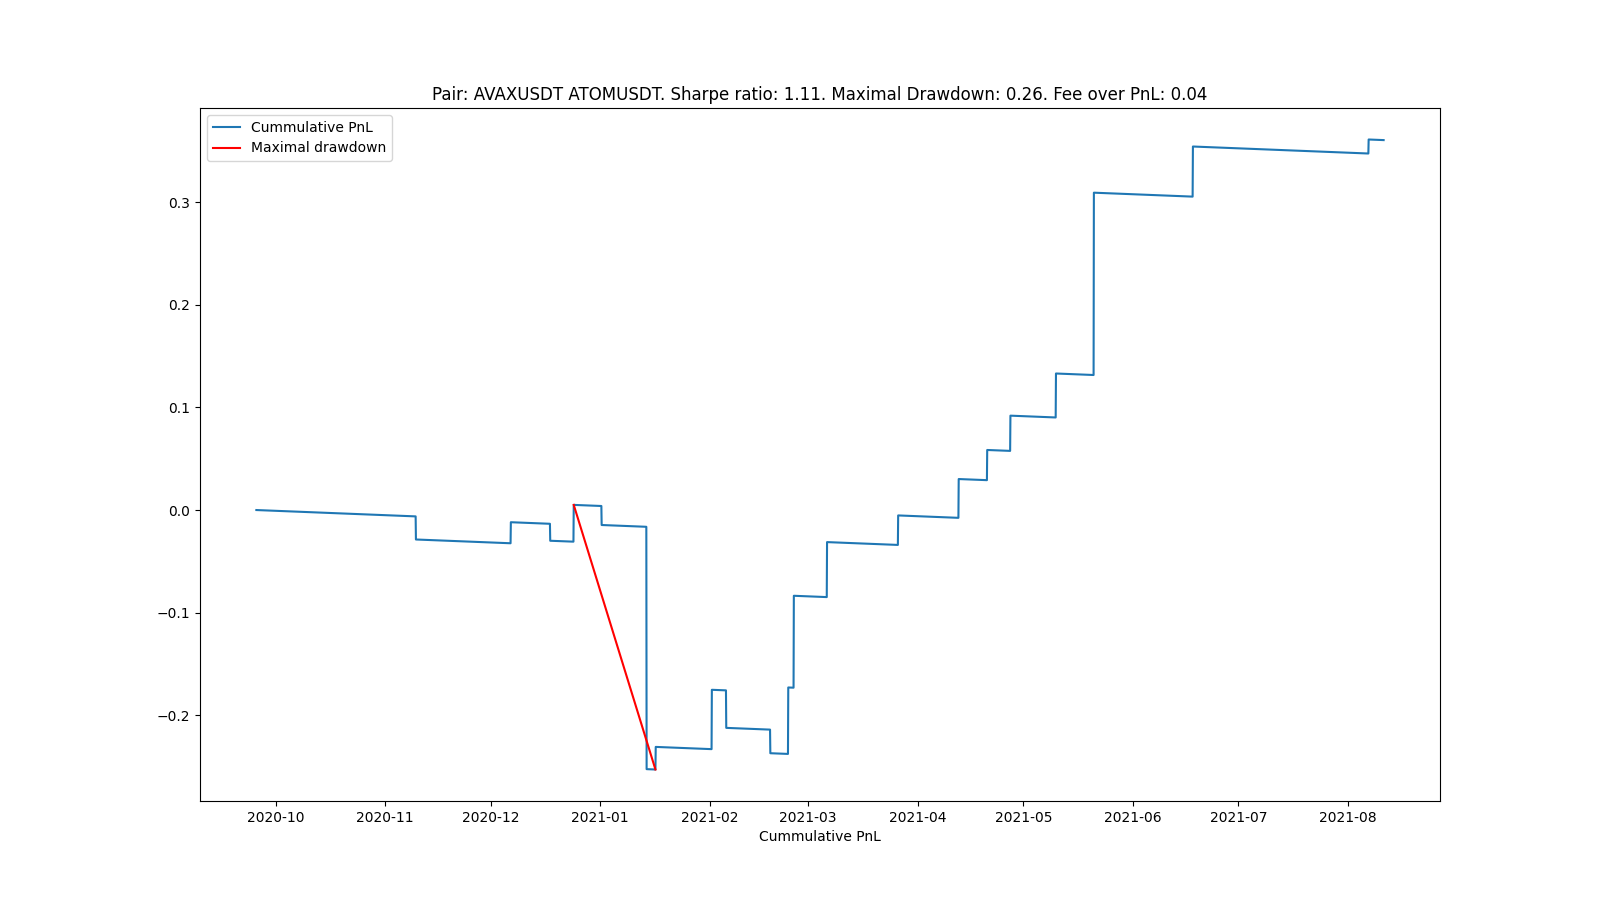 Pair: AVAXUSDT ATOMUSDT. Sharpe ratio: 1.11. Maximal Drawdown: 0.26. Fee over PnL: 0.04
Cummulative PnL
Maximal drawdown
0.3
0.2
0.1
0.0
−0.1
−0.2
2020-10 2020-11 2020-12 2021-01 2021-02 2021-03 2021-04 2021-05 2021-06 2021-07 2021-08
Cummulative PnL